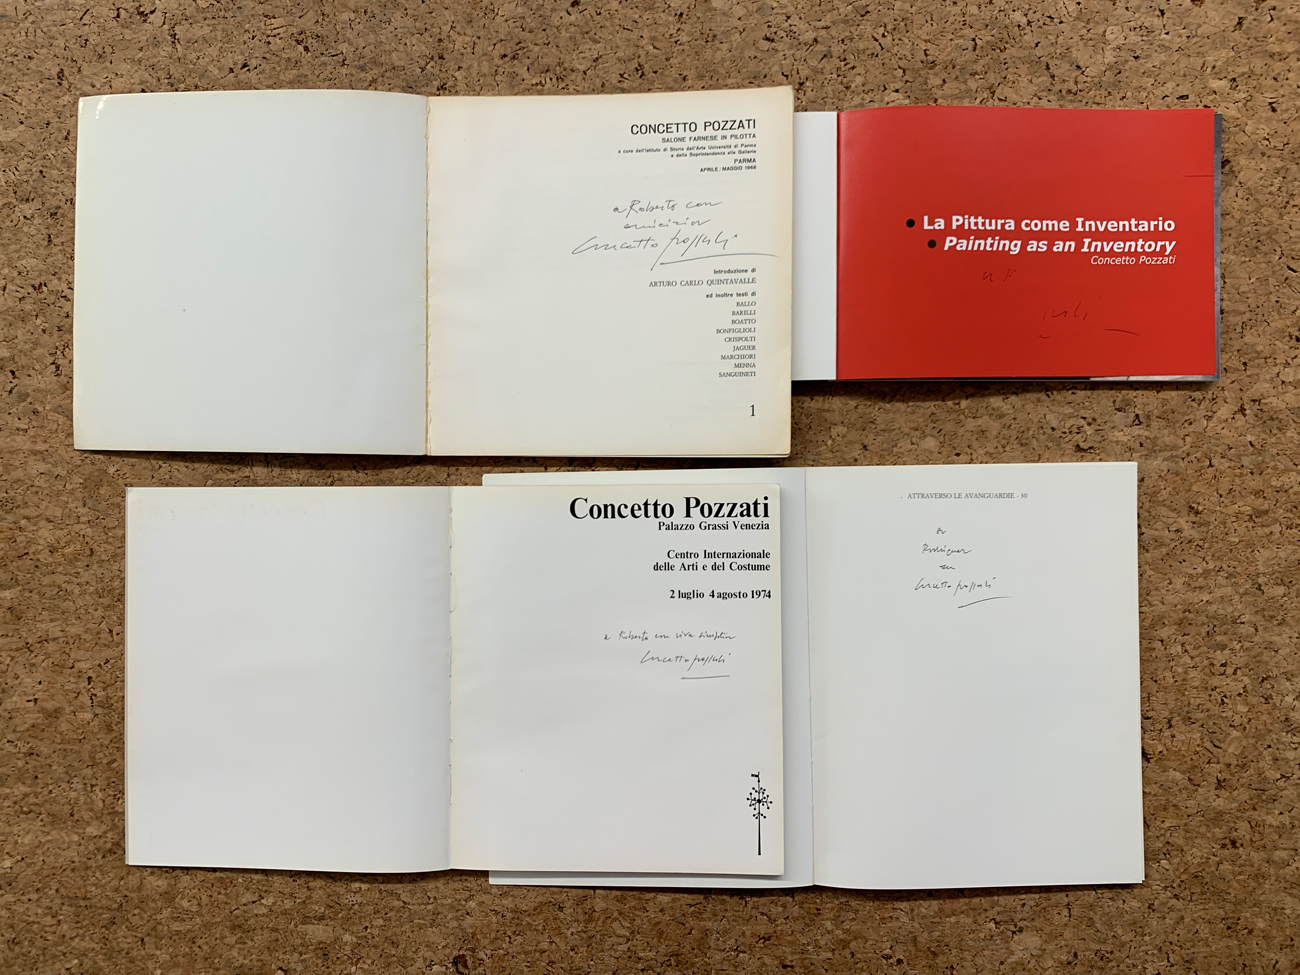 CONCETTO POZZATI
SALONE FARNESE IN PILOTTA
a cura dell'Istituto di Storia dell'Arte Università di Parma
e della Soprintendenza alle Gallerie
PARMA
APRILE / MAGGIO 1968
a Roberto con
amicizia
Concetto Pozzati
Introduzione di
ARTURO CARLO QUINTAVALLE
ed inoltre testi di
BALLO
BARILLI
BOATTO
BONFIGLIOLI
CRISPOLTI
JAGUER
MARCHIORI
MENNA
SANGUINETI
1
• La Pittura come Inventario
• Painting as an Inventory
Concetto Pozzati
Concetto Pozzati
Palazzo Grassi Venezia
Centro Internazionale
delle Arti e del Costume
2 luglio 4 agosto 1974
a Roberto con viva
Concetto Pozzati
ATTRAVERSO LE AVANGUARDIE - 30
a
Concetto Pozzati